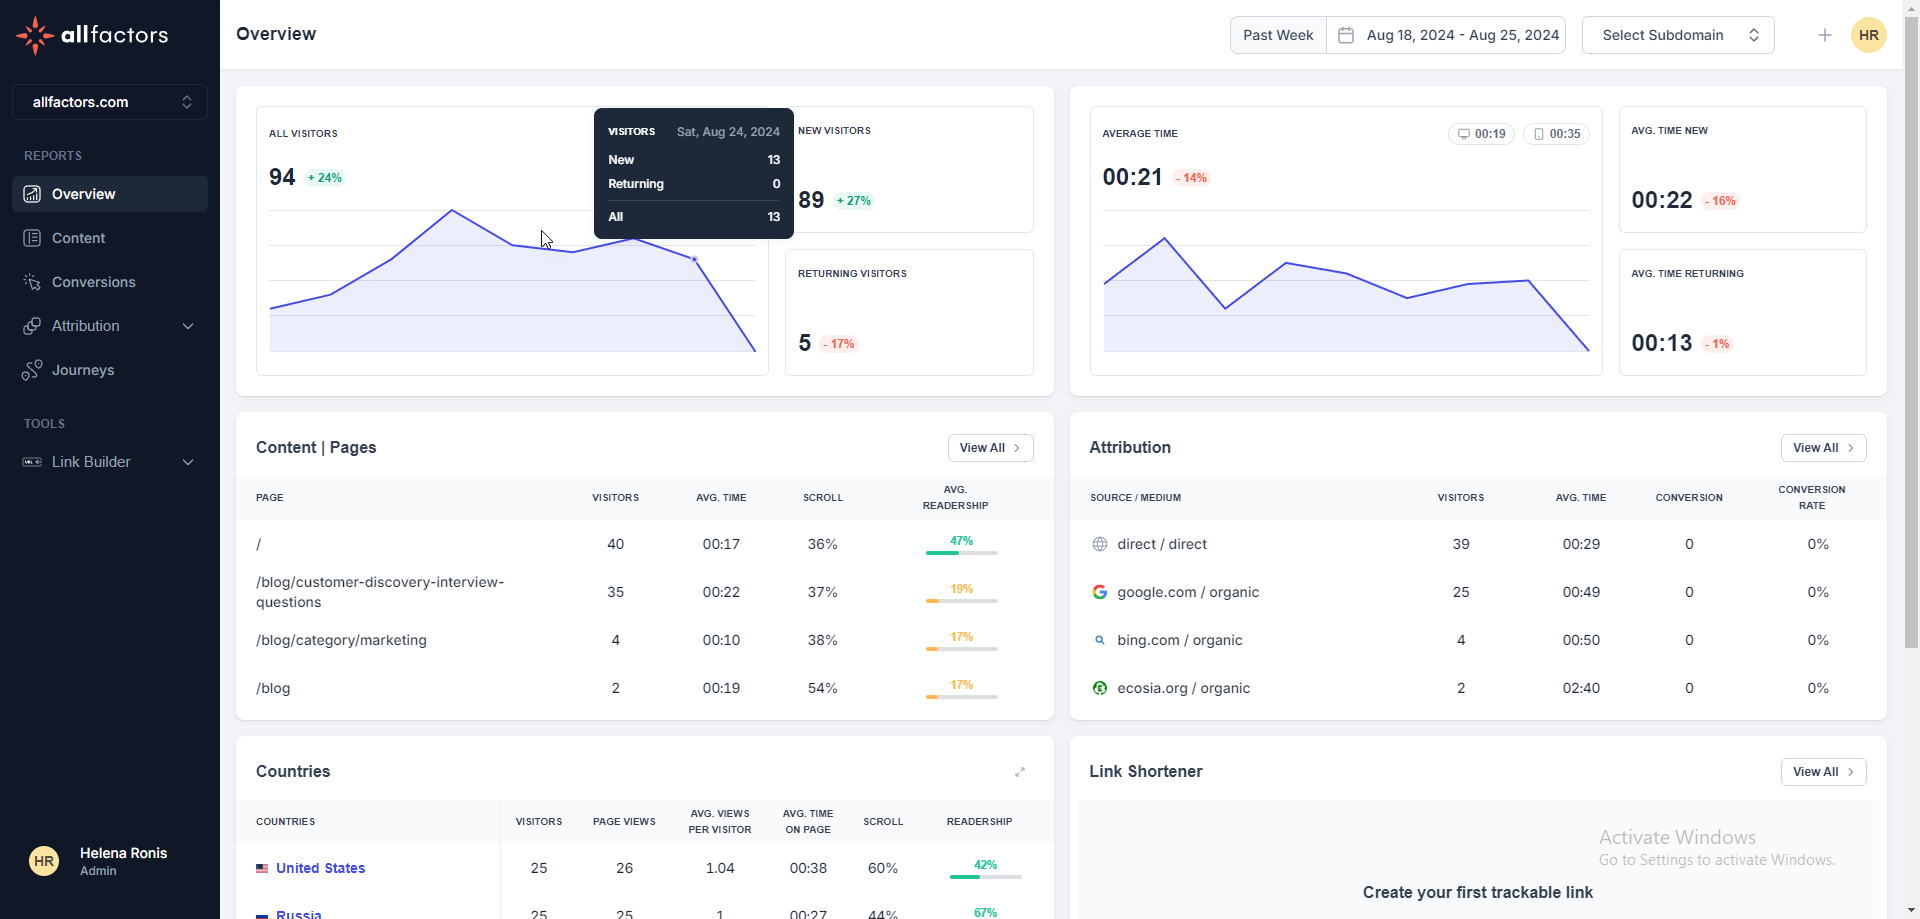 allfactors
allfactors.com
REPORTS
Overview
Content
Conversions
Attribution
Journeys
TOOLS
URL
Link Builder
HR
Helena Ronis
Admin
Overview
Past Week
Aug 18, 2024 - Aug 25, 2024
Select Subdomain
HR
ALL VISITORS
94
+ 24%
VISITORS Sat, Aug 24, 2024
New 13
Returning 0
All 13
NEW VISITORS
89
+ 27%
RETURNING VISITORS
5
- 17%
AVERAGE TIME
00:19
00:35
00:21
- 14%
AVG. TIME NEW
00:22
- 16%
AVG. TIME RETURNING
00:13
- 1%
Content | Pages
View All
PAGE VISITORS AVG. TIME SCROLL AVG.
READERSHIP
/ 40 00:17 36% 47%
/blog/customer-discovery-interview-
questions 35 00:22 37% 19%
/blog/category/marketing 4 00:10 38% 17%
/blog 2 00:19 54% 17%
Attribution
View All
SOURCE / MEDIUM VISITORS AVG. TIME CONVERSION CONVERSION
RATE
direct / direct 39 00:29 0 0%
google.com / organic 25 00:49 0 0%
bing.com / organic 4 00:50 0 0%
ecosia.org / organic 2 02:40 0 0%
Countries
COUNTRIES VISITORS PAGE VIEWS AVG. VIEWS
PER VISITOR AVG. TIME
ON PAGE SCROLL READERSHIP
United States 25 26 1.04 00:38 60% 42%
Russia 25 25 1 00:27 44% 67%
Link Shortener
View All
Activate Windows
Go to Settings to activate Windows.
Create your first trackable link